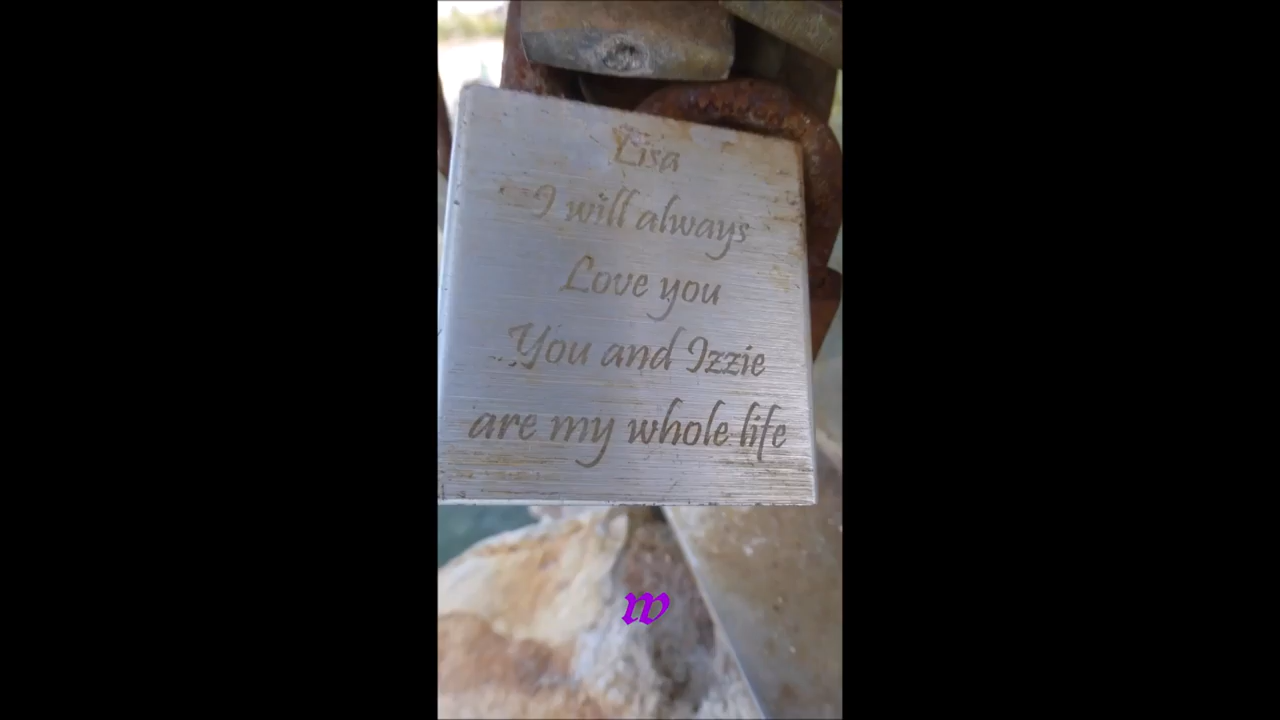 Lisa
I will always
Love you
You and Izzie
are my whole life
w